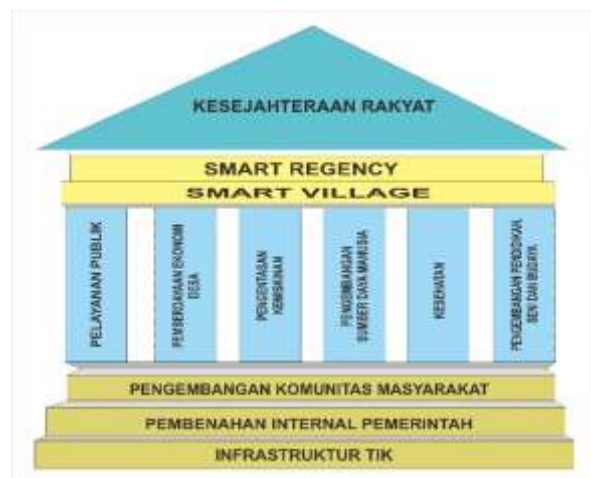 KESEJAHTERAAN RAKYAT
SMART REGENCY
SMART VILLAGE
PELAYANAN PUBLIK
PEMBERDAYAAN EKONOMI
DESA
PENGENTASAN
KEMISKINAN
PENGEMBANGAN
SUMBER DAYA MANUSIA
KESEHATAN
PENGEMBANGAN PENDIDIKAN,
SENI DAN BUDAYA
PENGEMBANGAN KOMUNITAS MASYARAKAT
PEMBENAHAN INTERNAL PEMERINTAH
INFRASTRUKTUR TIK